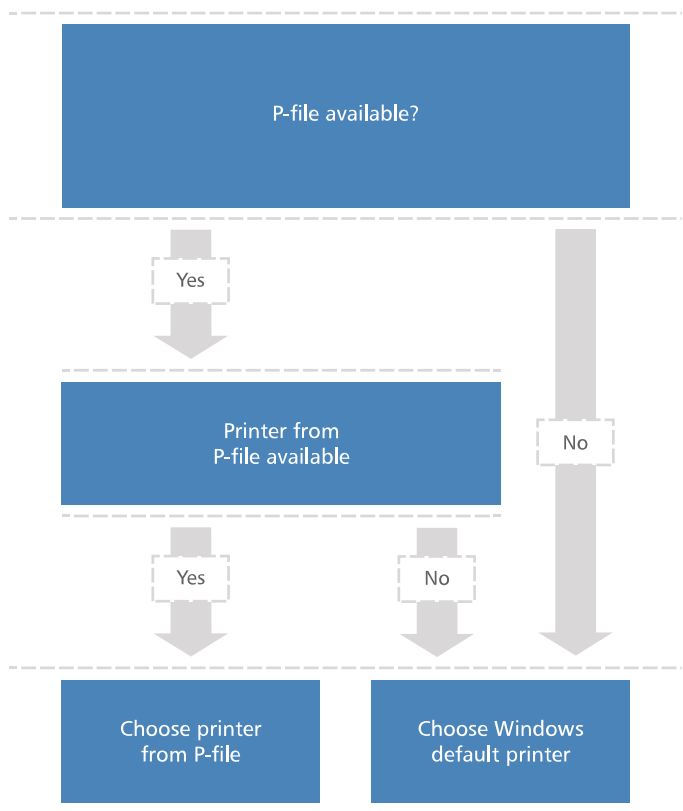 P-file available?
Yes
No
Printer from
P-file available
Yes
No
Choose printer
from P-file
Choose Windows
default printer